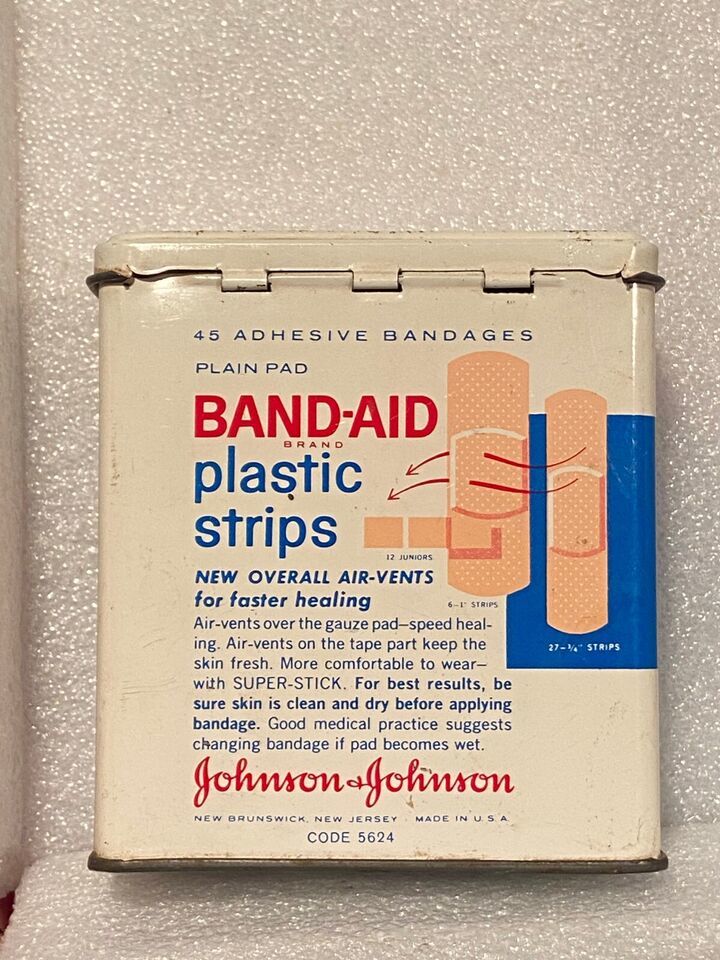 45 ADHESIVE BANDAGES
PLAIN PAD
BAND-AID
BRAND
plastic
strips
12 JUNIORS
NEW OVERALL AIR-VENTS
for faster healing
6-1" STRIPS
27-3/4" STRIPS
Air-vents over the gauze pad—speed heal-
ing. Air-vents on the tape part keep the
skin fresh. More comfortable to wear—
with SUPER-STICK. For best results, be
sure skin is clean and dry before applying
bandage. Good medical practice suggests
changing bandage if pad becomes wet.
Johnson & Johnson
NEW BRUNSWICK, NEW JERSEY MADE IN U.S.A.
CODE 5624